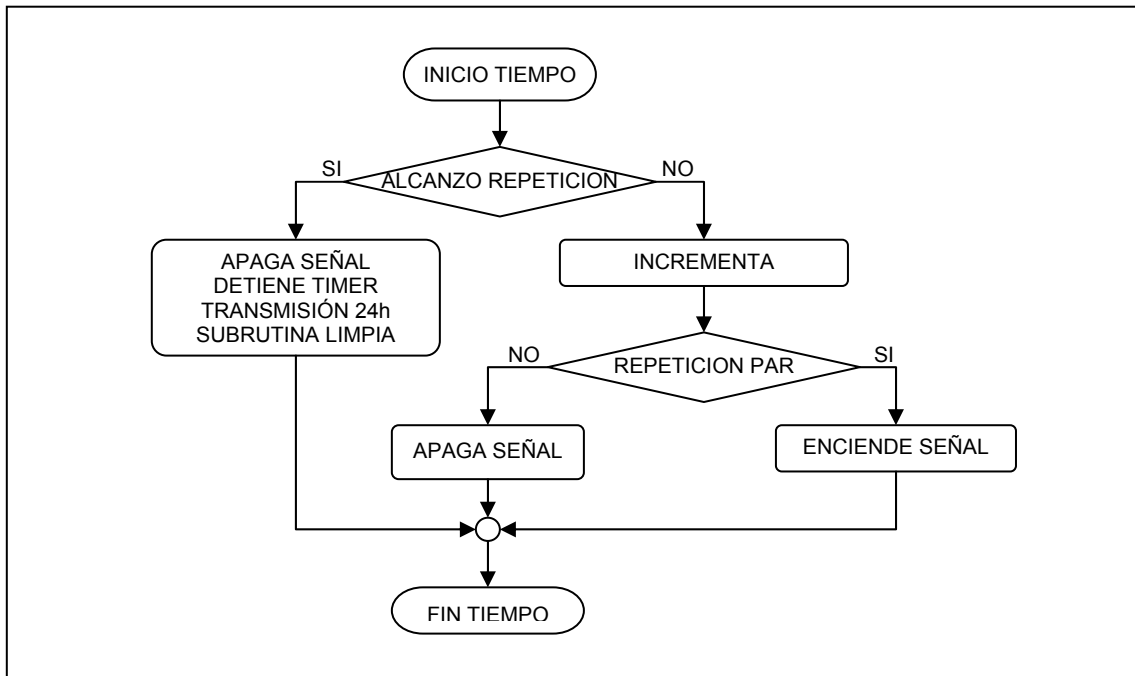 INICIO TIEMPO
SI
ALCANZO REPETICION
NO
APAGA SEÑAL
DETIENE TIMER
TRANSMISIÓN 24h
SUBRUTINA LIMPIA
INCREMENTA
NO
REPETICION PAR
SI
APAGA SEÑAL
ENCIENDE SEÑAL
FIN TIEMPO